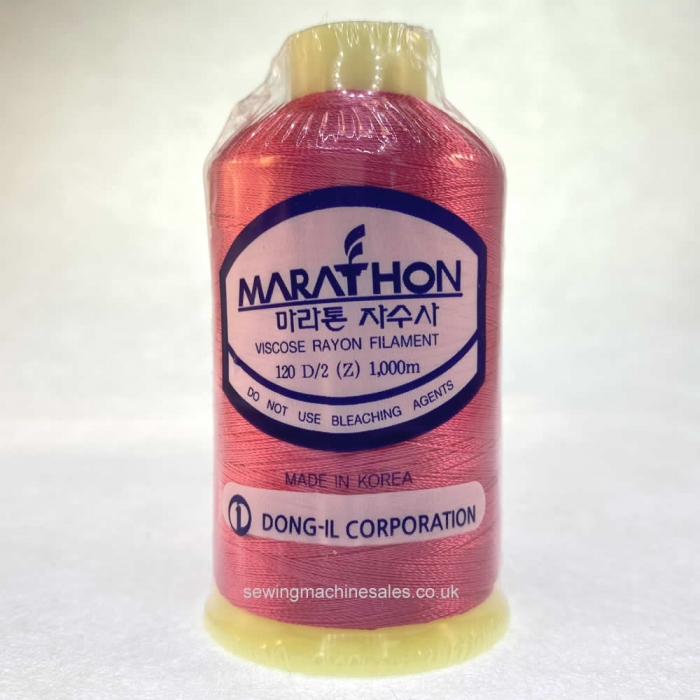 MARATHON
마라톤 자수사
VISCOSE RAYON FILAMENT
120 D/2 (Z) 1,000m
DO NOT USE BLEACHING AGENTS
MADE IN KOREA
DONG-IL CORPORATION
sewingmachinesales.co.uk